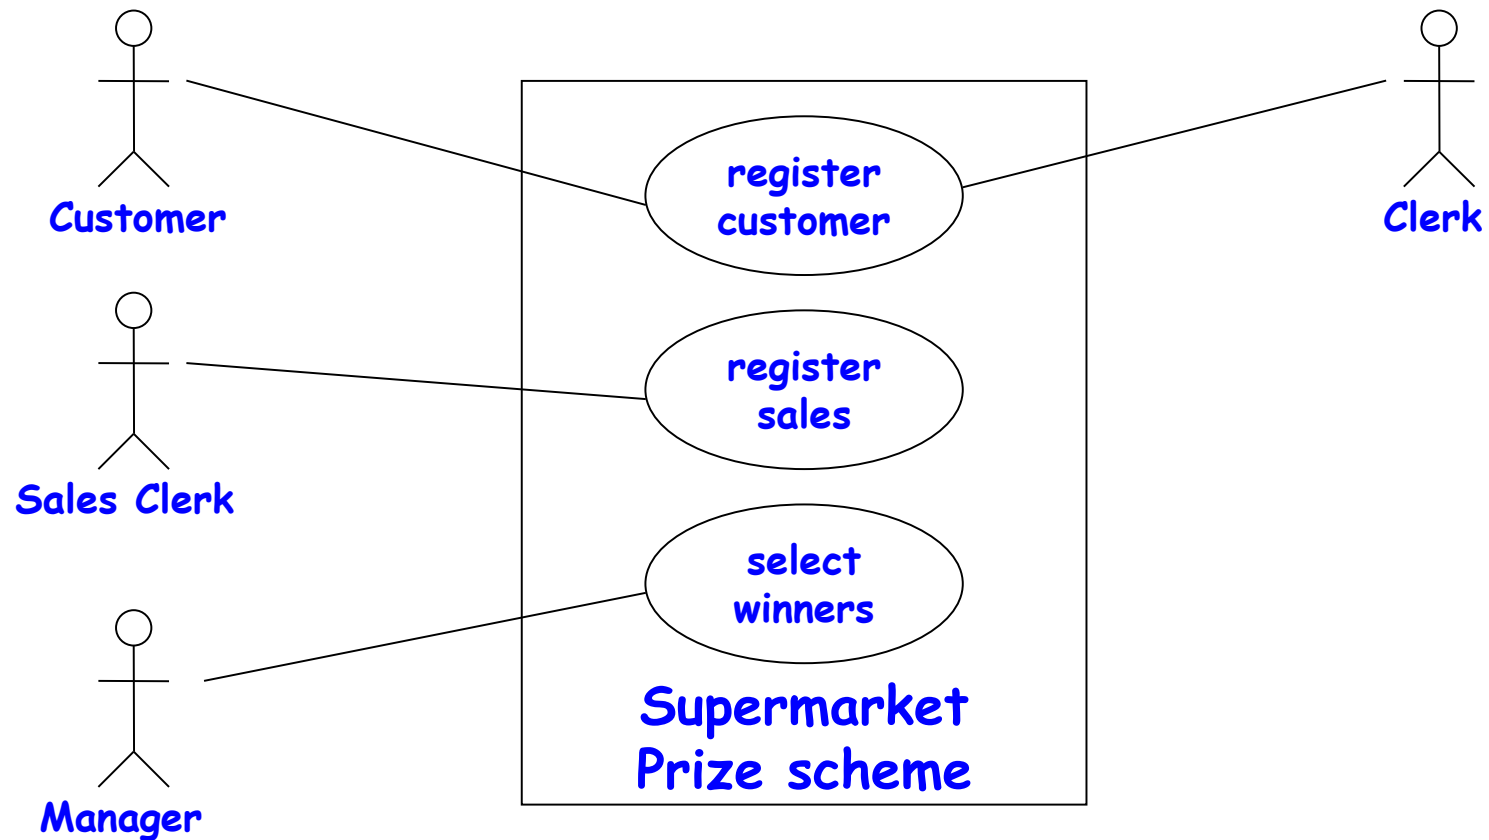 Customer
Clerk
register
customer
Sales Clerk
register
sales
Manager
select
winners
Supermarket
Prize scheme